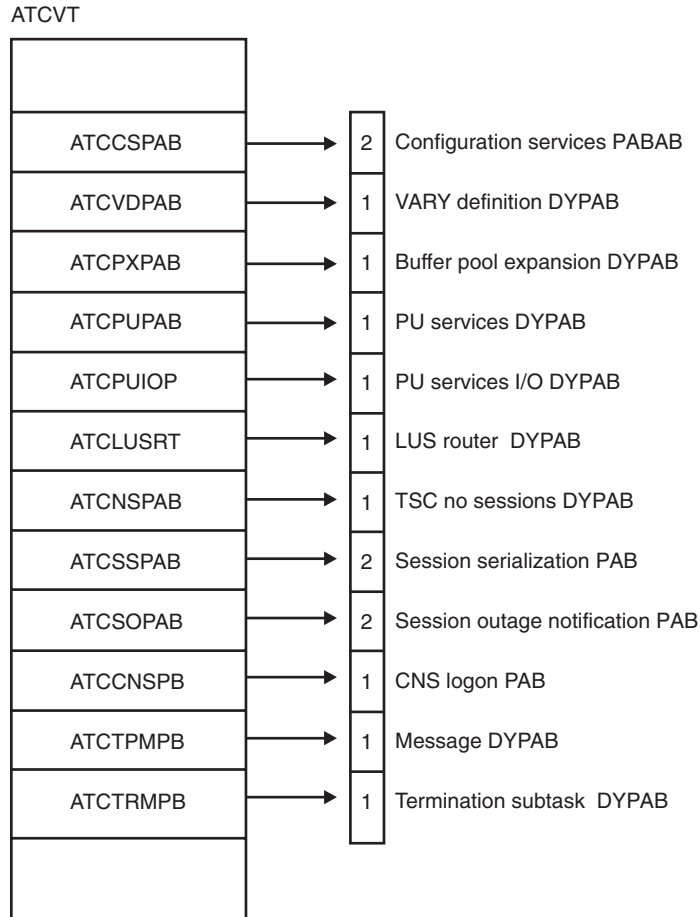 ATCVT
ATCCSPAB 2 Configuration services PABAB
ATCVDPAB 1 VARY definition DYPAB
ATCPXPAB 1 Buffer pool expansion DYPAB
ATCPUPAB 1 PU services DYPAB
ATCPUIOP 1 PU services I/O DYPAB
ATCLUSRT 1 LUS router DYPAB
ATCNSPAB 1 TSC no sessions DYPAB
ATCSSPAB 2 Session serialization PAB
ATCSOPAB 2 Session outage notification PAB
ATCCNSPB 1 CNS logon PAB
ATCTPMPB 1 Message DYPAB
ATCTRMPB 1 Termination subtask DYPAB